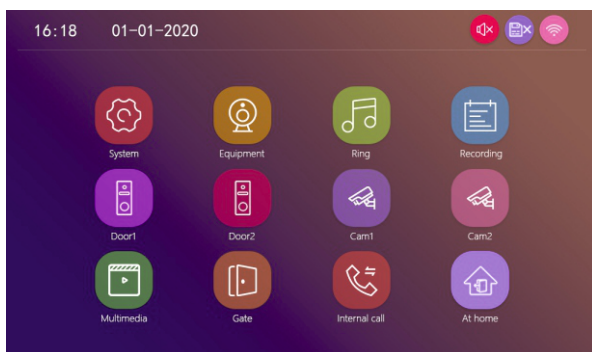 16:18 01-01-2020
System Equipment Ring Recording
Door1 Door2 Cam1 Cam2
Multimedia Gate Internal call At home